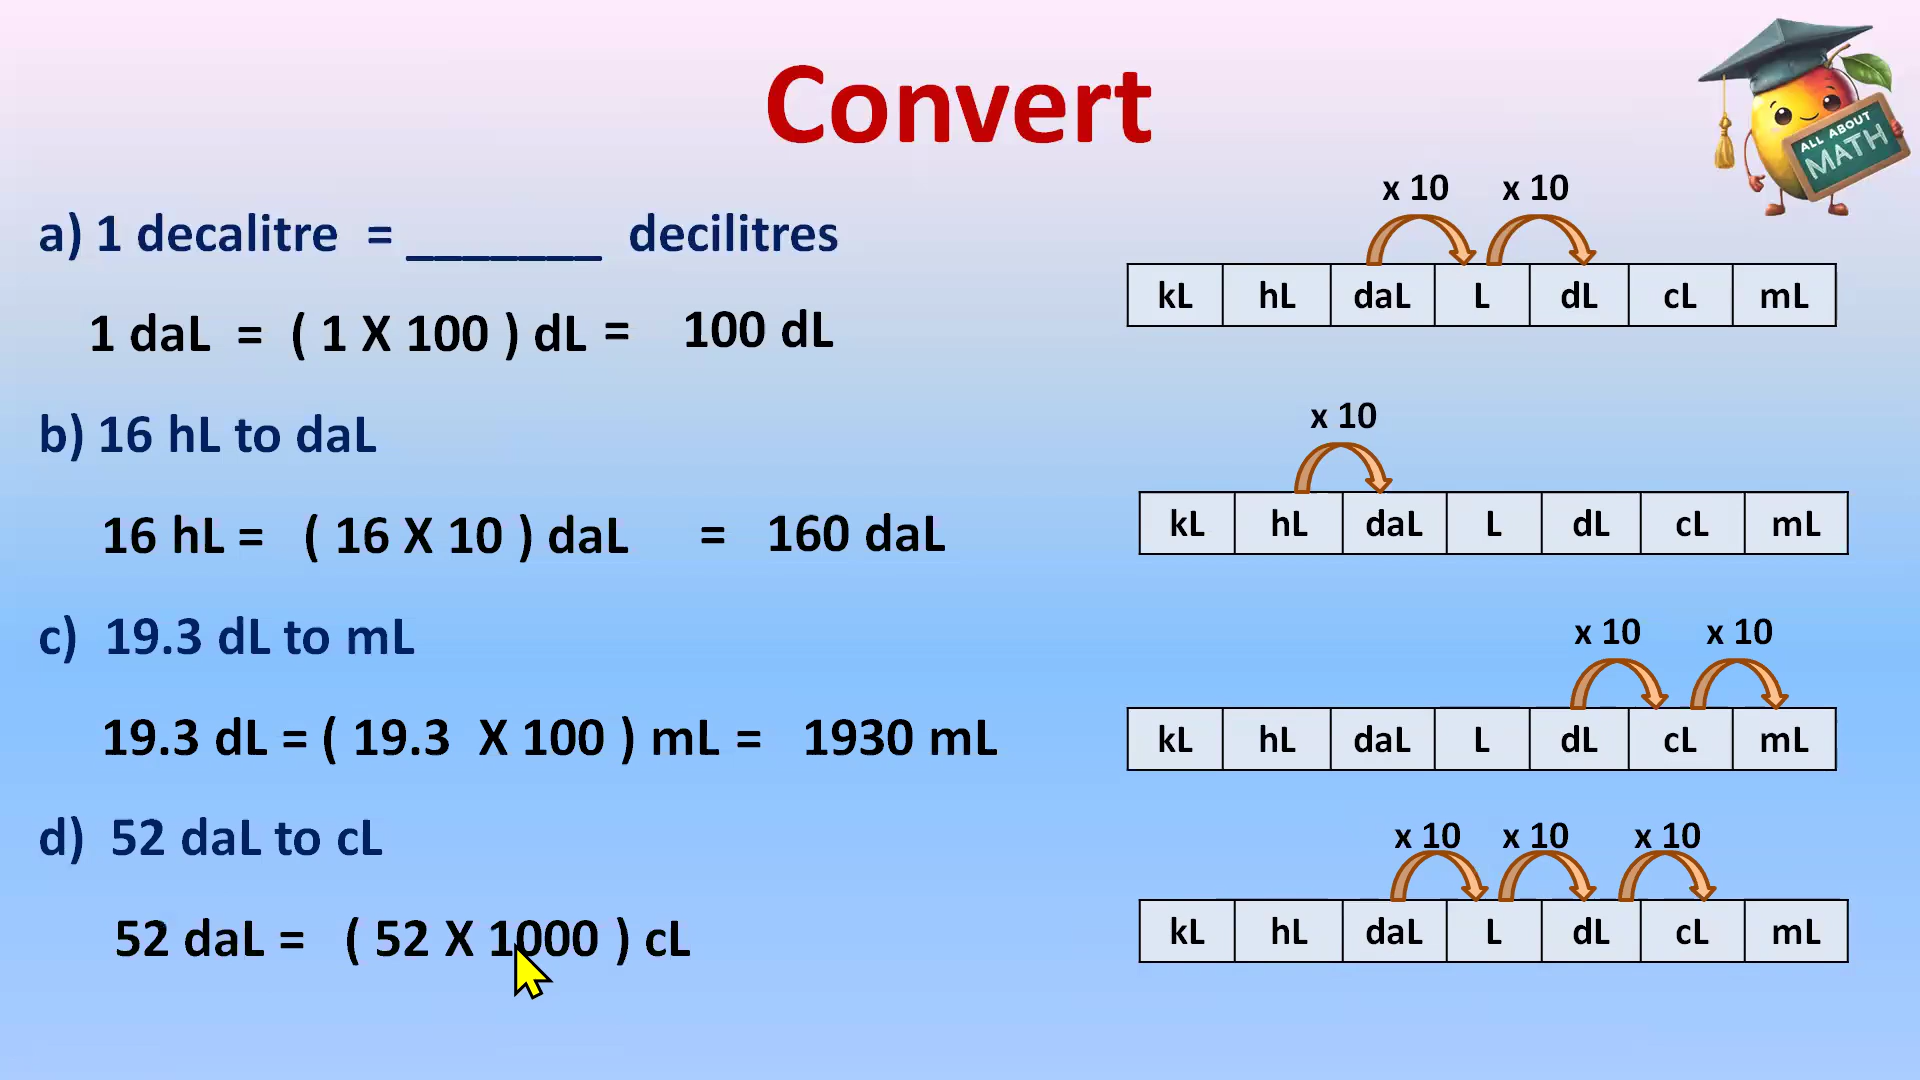 Convert
ALL ABOUT
MATH
a) 1 decalitre = _______ decilitres
x 10 x 10
kL hL daL L dL cL mL
1 daL = ( 1 X 100 ) dL = 100 dL
b) 16 hL to daL
x 10
kL hL daL L dL cL mL
16 hL = ( 16 X 10 ) daL = 160 daL
c) 19.3 dL to mL
x 10 x 10
kL hL daL L dL cL mL
19.3 dL = ( 19.3 X 100 ) mL = 1930 mL
d) 52 daL to cL
x 10 x 10 x 10
kL hL daL L dL cL mL
52 daL = ( 52 X 1000 ) cL